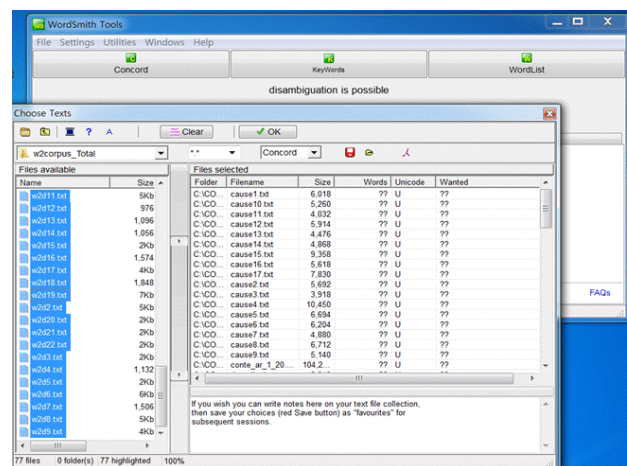 WordSmith Tools
File Settings Utilities Windows Help
Concord KeyWords WordList
disambiguation is possible
Choose Texts
? A Clear OK
w2corpus_Total *.* Concord
Files available Files selected
Name Size Folder Filename Size Words Unicode Wanted
w2d11.txt 5Kb C:\CO... cause1.txt 6,018 ?? U ??
w2d12.txt 976 C:\CO... cause10.txt 5,260 ?? U ??
w2d13.txt 1,096 C:\CO... cause11.txt 4,032 ?? U ??
w2d14.txt 1,056 C:\CO... cause12.txt 5,914 ?? U ??
w2d15.txt 2Kb C:\CO... cause13.txt 4,476 ?? U ??
w2d16.txt 1,574 C:\CO... cause14.txt 4,868 ?? U ??
w2d17.txt 4Kb C:\CO... cause15.txt 9,358 ?? U ??
w2d18.txt 1,848 C:\CO... cause16.txt 5,618 ?? U ??
w2d19.txt 7Kb C:\CO... cause17.txt 7,830 ?? U ??
w2d2.txt 5Kb C:\CO... cause2.txt 5,692 ?? U ??
w2d20.txt 2Kb C:\CO... cause3.txt 3,918 ?? U ??
w2d21.txt 2Kb C:\CO... cause4.txt 10,450 ?? U ??
w2d22.txt 2Kb C:\CO... cause5.txt 6,694 ?? U ??
w2d3.txt 2Kb C:\CO... cause6.txt 6,204 ?? U ??
w2d4.txt 1,132 C:\CO... cause7.txt 4,880 ?? U ??
w2d5.txt 2Kb C:\CO... cause8.txt 6,712 ?? U ??
w2d6.txt 6Kb C:\CO... cause9.txt 5,140 ?? U ??
w2d7.txt 1,506 C:\CO... conte_ar_1_20.... 104,2... ?? U ??
w2d8.txt 5Kb
w2d9.txt 4Kb
FAQs
If you wish you can write notes here on your text file collection,
then save your choices (red Save button) as "favourites" for
subsequent sessions.
77 files 0 folder(s) 77 highlighted 100%